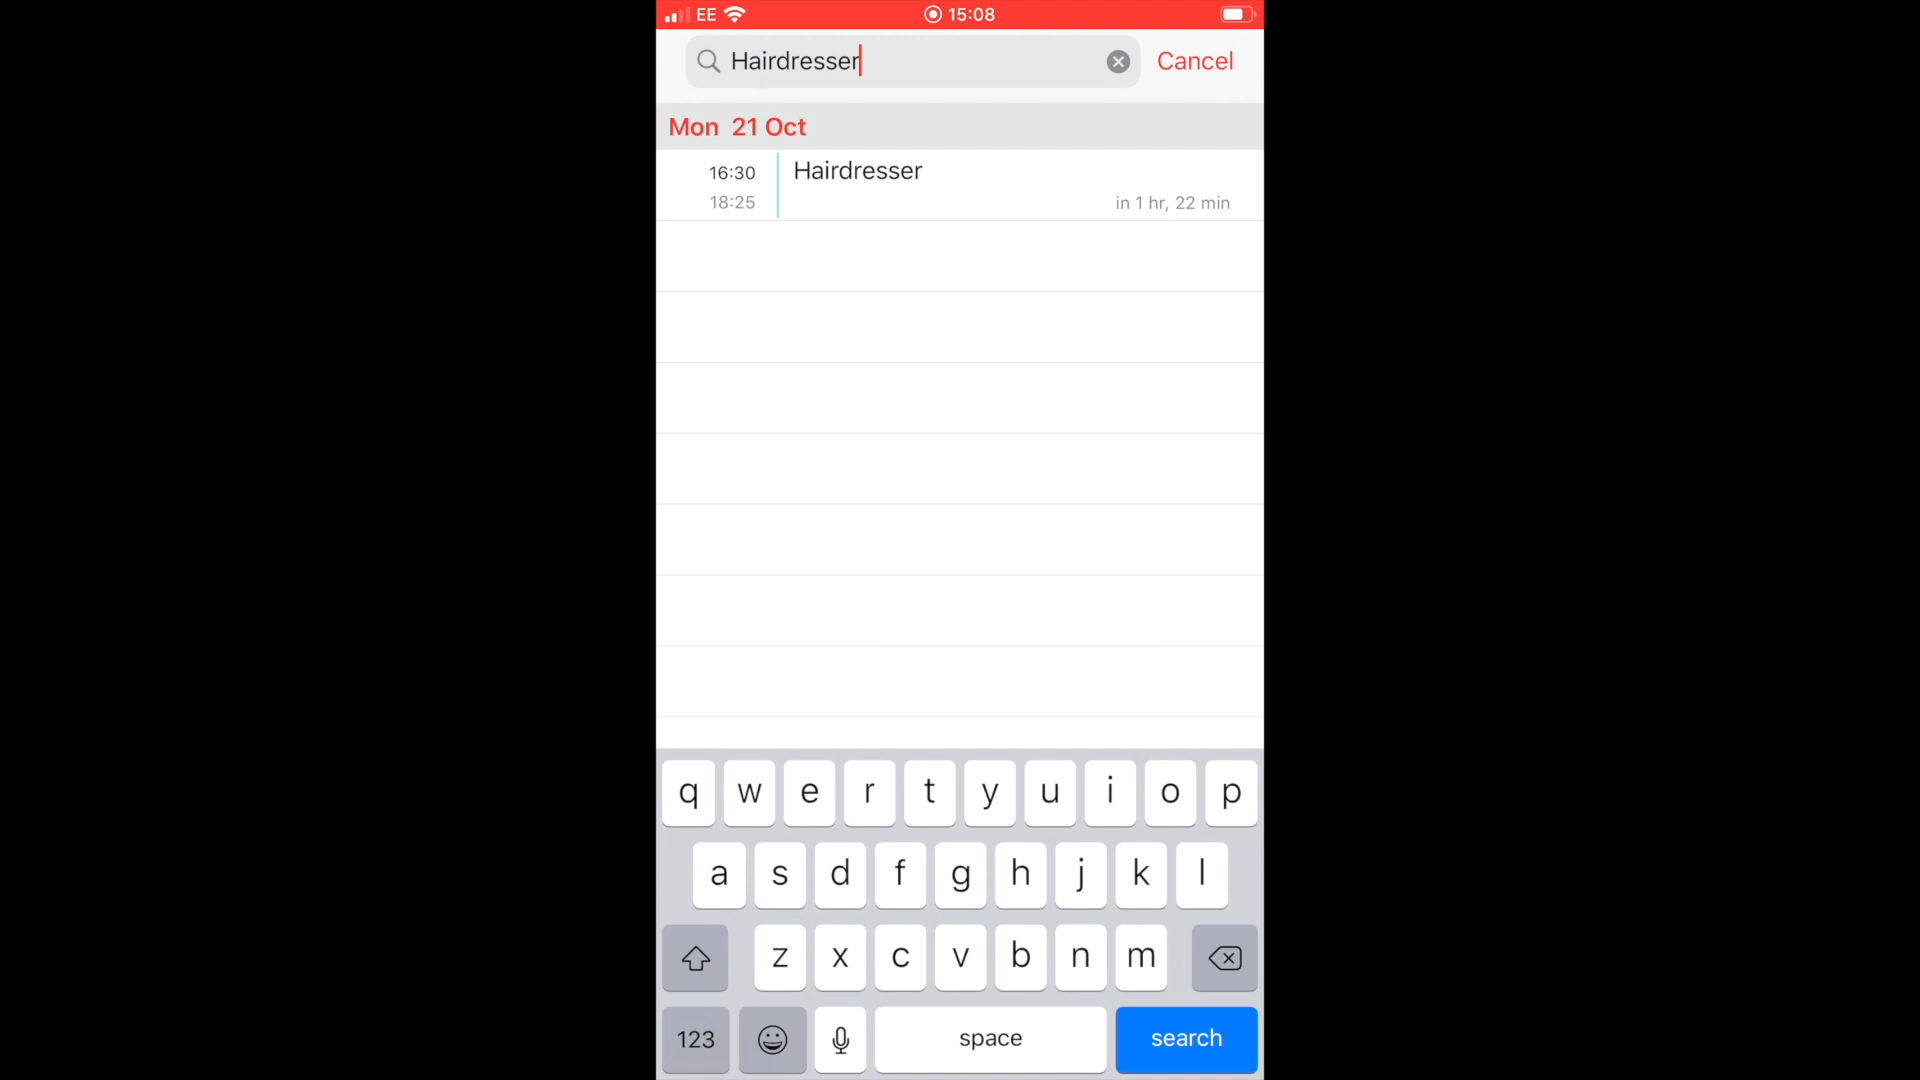 EE 15:08
Hairdresser Cancel
Mon 21 Oct
16:30 Hairdresser
18:25 in 1 hr, 22 min
q w e r t y u i o p
a s d f g h j k l
z x c v b n m
123 space search